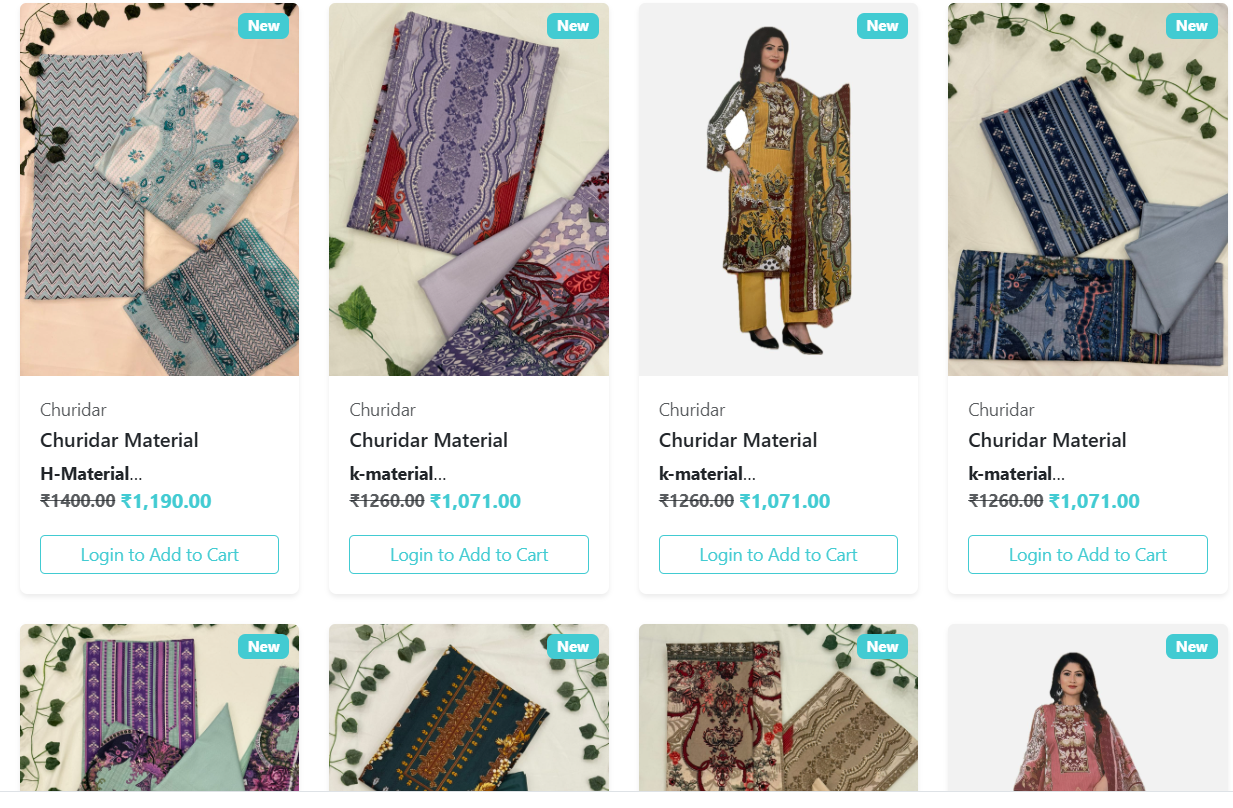 New
New
New
New
Churidar
Churidar Material
H-Material...
₹1400.00 ₹1,190.00
Login to Add to Cart
Churidar
Churidar Material
k-material...
₹1260.00 ₹1,071.00
Login to Add to Cart
Churidar
Churidar Material
k-material...
₹1260.00 ₹1,071.00
Login to Add to Cart
Churidar
Churidar Material
k-material...
₹1260.00 ₹1,071.00
Login to Add to Cart
New
New
New
New